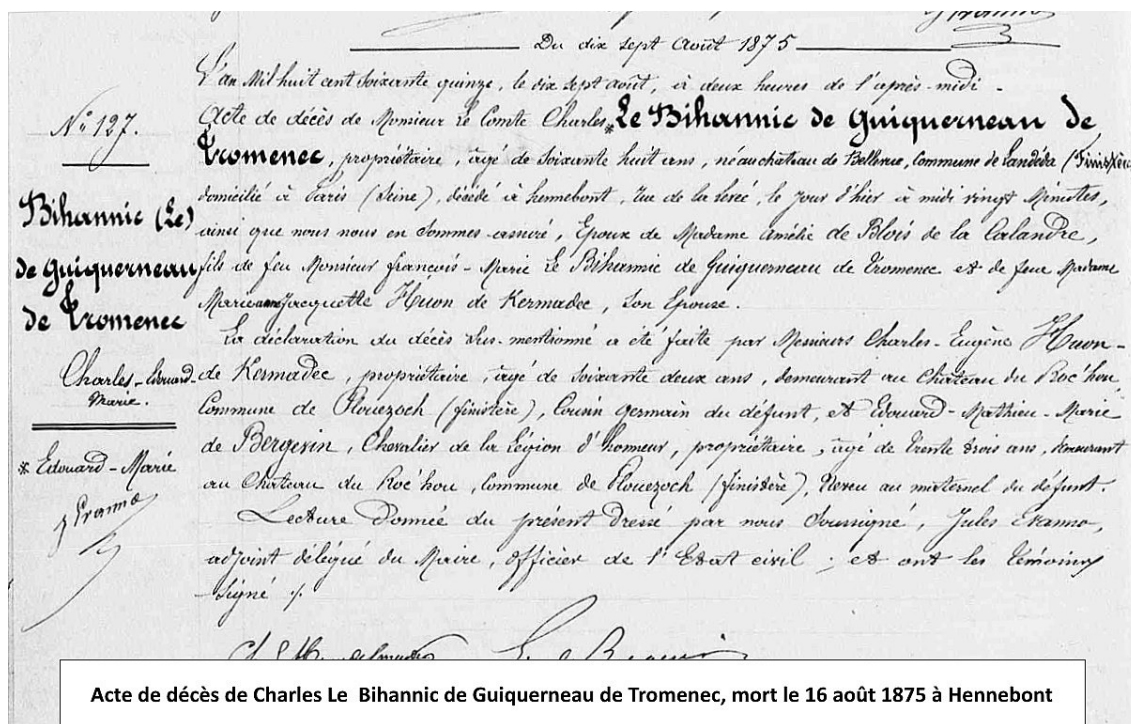 Du dix sept Août 1875
L'an Mil huit cent soixante quinze, le dix sept août, à deux heures de l'après-midi.
N° 127.
Acte de décès de Monsieur Le Comte Charles * Le Bihannic de Guiquerneau de
Tromenec, propriétaire, âgé de soixante huit ans, né au château de Bellevue, Commune de Landéda (Finistère)
domicilié à Paris (Seine), décédé à hennebont, rue de la , le jour d'hier à midi vingt Minutes,
Bihannic (Le)
ainsi que nous nous en sommes assuré, Epoux de Madame Amélie de Blois de la Calandre,
de Guiquerneau
fils de feu Monsieur françois-Marie Le Bihannic de Guiquerneau de Tromenec et de feue Madame
de Tromenec
Marie Jacquette Huon de Kermadec, son Epouse.
La déclaration du décès sus-mentionné a été faite par Messieurs Charles-Eugène Huon-
Charles-Edouard-
Marie.
de Kermadec, propriétaire, âgé de soixante deux ans, demeurant au Château du Roc'hou,
Commune de Plouezoch (finistère), Cousin germain du défunt, et Edouard-Mathieu-Marie
de Bergevin, Chevalier de la Légion d'honneur, propriétaire, âgé de trente trois ans, demeurant
* Edouard-Marie
J Evanno
au Château du Roc'hou, Commune de Plouezoch (finistère), Neveu au maternel du défunt.
Lecture donnée du présent dressé par nous soussigné, Jules Evanno,
adjoint délégué du Maire, officier de l'Etat civil ; et ont les témoins
signé /.
Acte de décès de Charles Le Bihannic de Guiquerneau de Tromenec, mort le 16 août 1875 à Hennebont